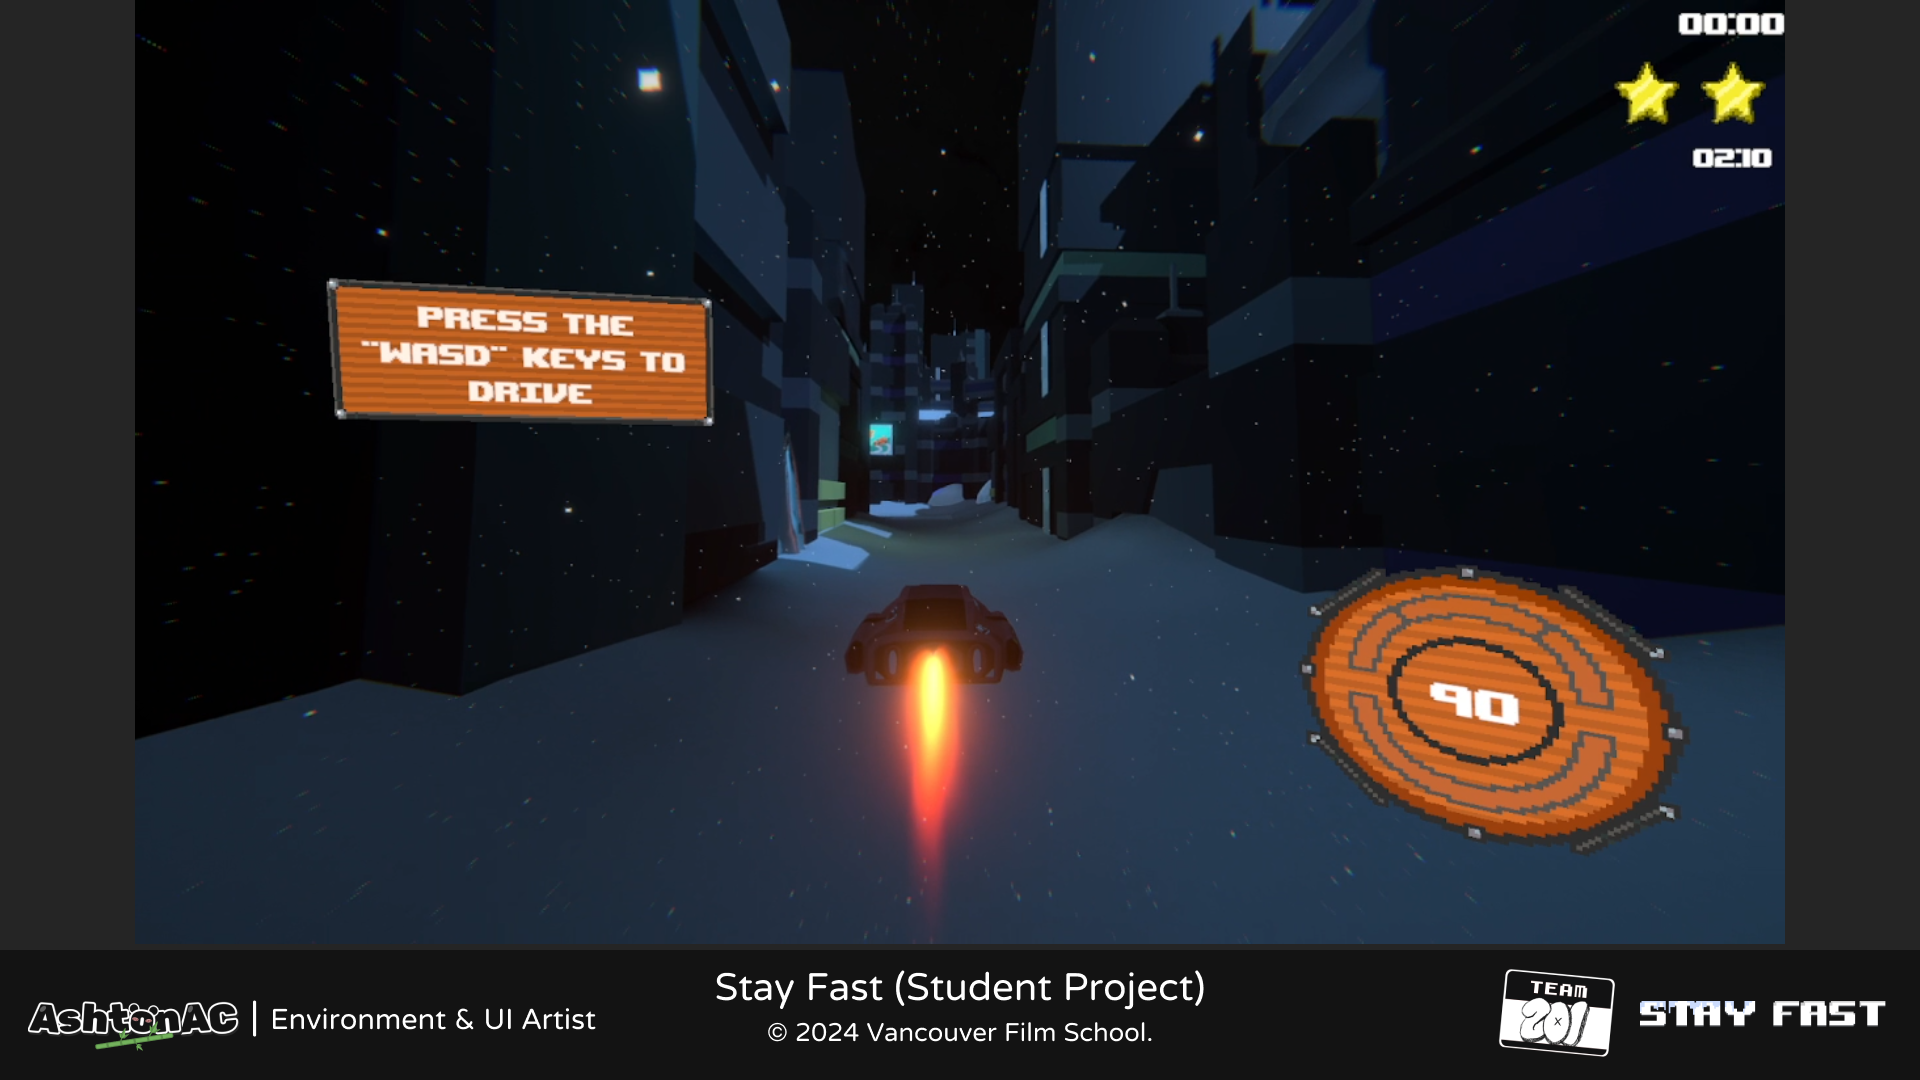 00:00
02:10
PRESS THE
"WASD" KEYS TO
DRIVE
90
AshtonAC | Environment & UI Artist
Stay Fast (Student Project)
© 2024 Vancouver Film School.
TEAM
201
STAY FAST